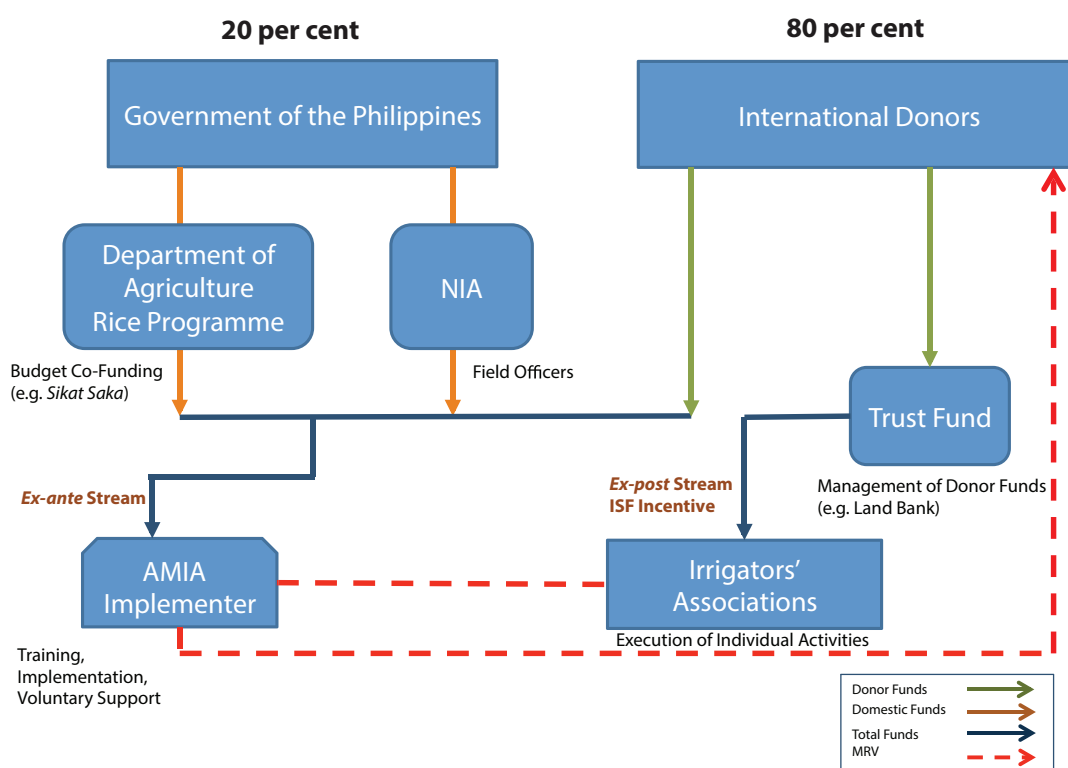 20 per cent
80 per cent
Government of the Philippines
International Donors
Department of
Agriculture
Rice Programme
NIA
Budget Co-Funding
(e.g. Sikat Saka)
Field Officers
Trust Fund
Ex-ante Stream
Ex-post Stream
ISF Incentive
Management of Donor Funds
(e.g. Land Bank)
AMIA
Implementer
Irrigators’
Associations
Execution of Individual Activities
Training,
Implementation,
Voluntary Support
Donor Funds
Domestic Funds
Total Funds
MRV